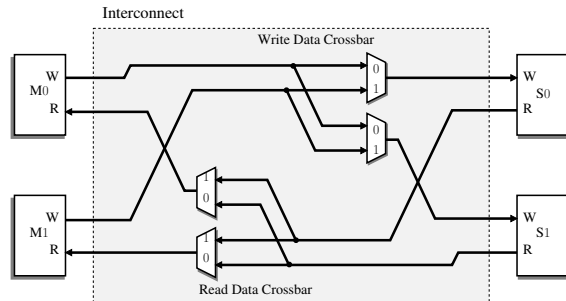 Interconnect
Write Data Crossbar
W
M0
R
0
1
W
S0
R
0
1
1
0
W
M1
R
1
0
W
S1
R
Read Data Crossbar